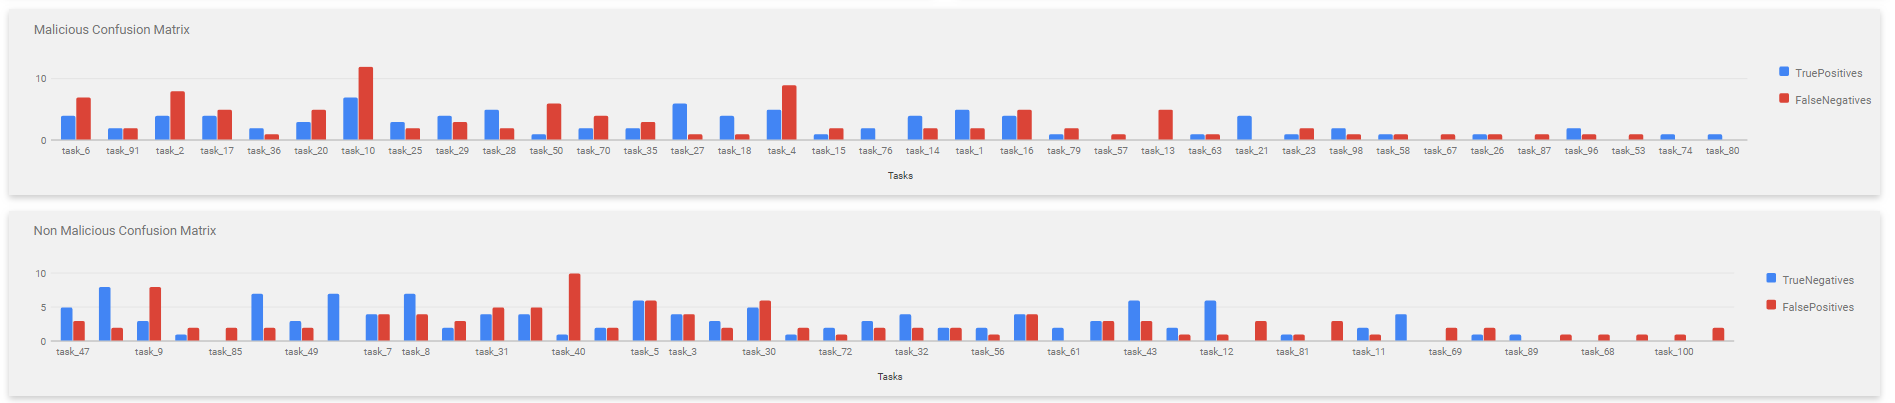 Malicious Confusion Matrix
10
0
TruePositives
FalseNegatives
task_6 task_91 task_2 task_17 task_36 task_20 task_10 task_25 task_29 task_28 task_50 task_70 task_35 task_27 task_18 task_4 task_15 task_76 task_14 task_1 task_16 task_79 task_57 task_13 task_63 task_21 task_23 task_98 task_58 task_67 task_26 task_87 task_96 task_53 task_74 task_80
Tasks
Non Malicious Confusion Matrix
10
5
0
TrueNegatives
FalsePositives
task_47 task_9 task_85 task_49 task_7 task_8 task_31 task_40 task_5 task_3 task_30 task_72 task_32 task_56 task_61 task_43 task_12 task_81 task_11 task_69 task_89 task_68 task_100
Tasks